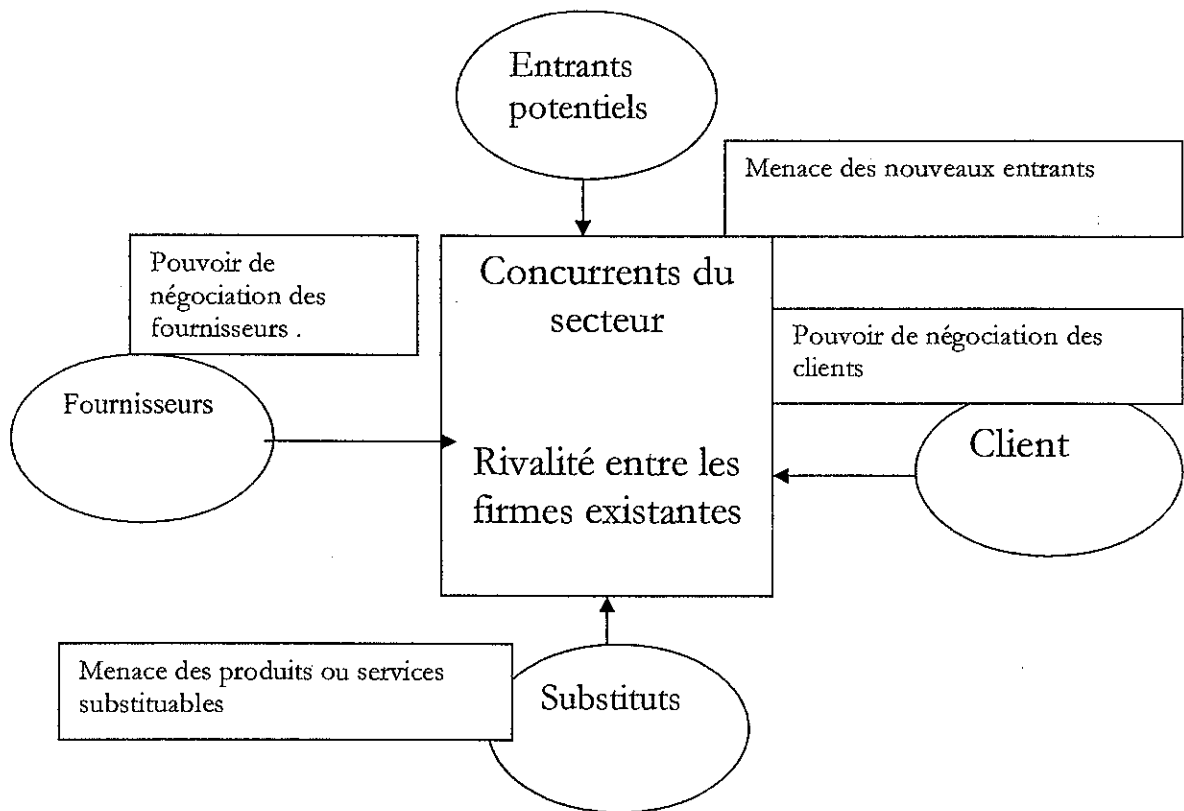 Entrants
potentiels
Menace des nouveaux entrants
Pouvoir de
négociation des
fournisseurs .
Concurrents du
secteur
Pouvoir de négociation des
clients
Fournisseurs
Client
Rivalité entre les
firmes existantes
Menace des produits ou services
substituables
Substituts